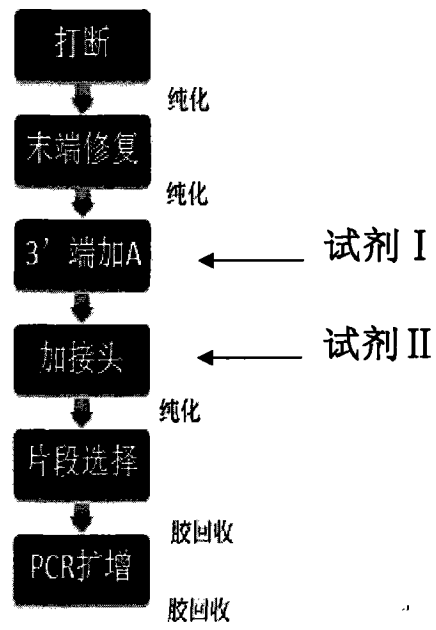 打断
纯化
末端修复
纯化
3’端加A
试剂 I
加接头
试剂 II
纯化
片段选择
胶回收
PCR扩增
胶回收